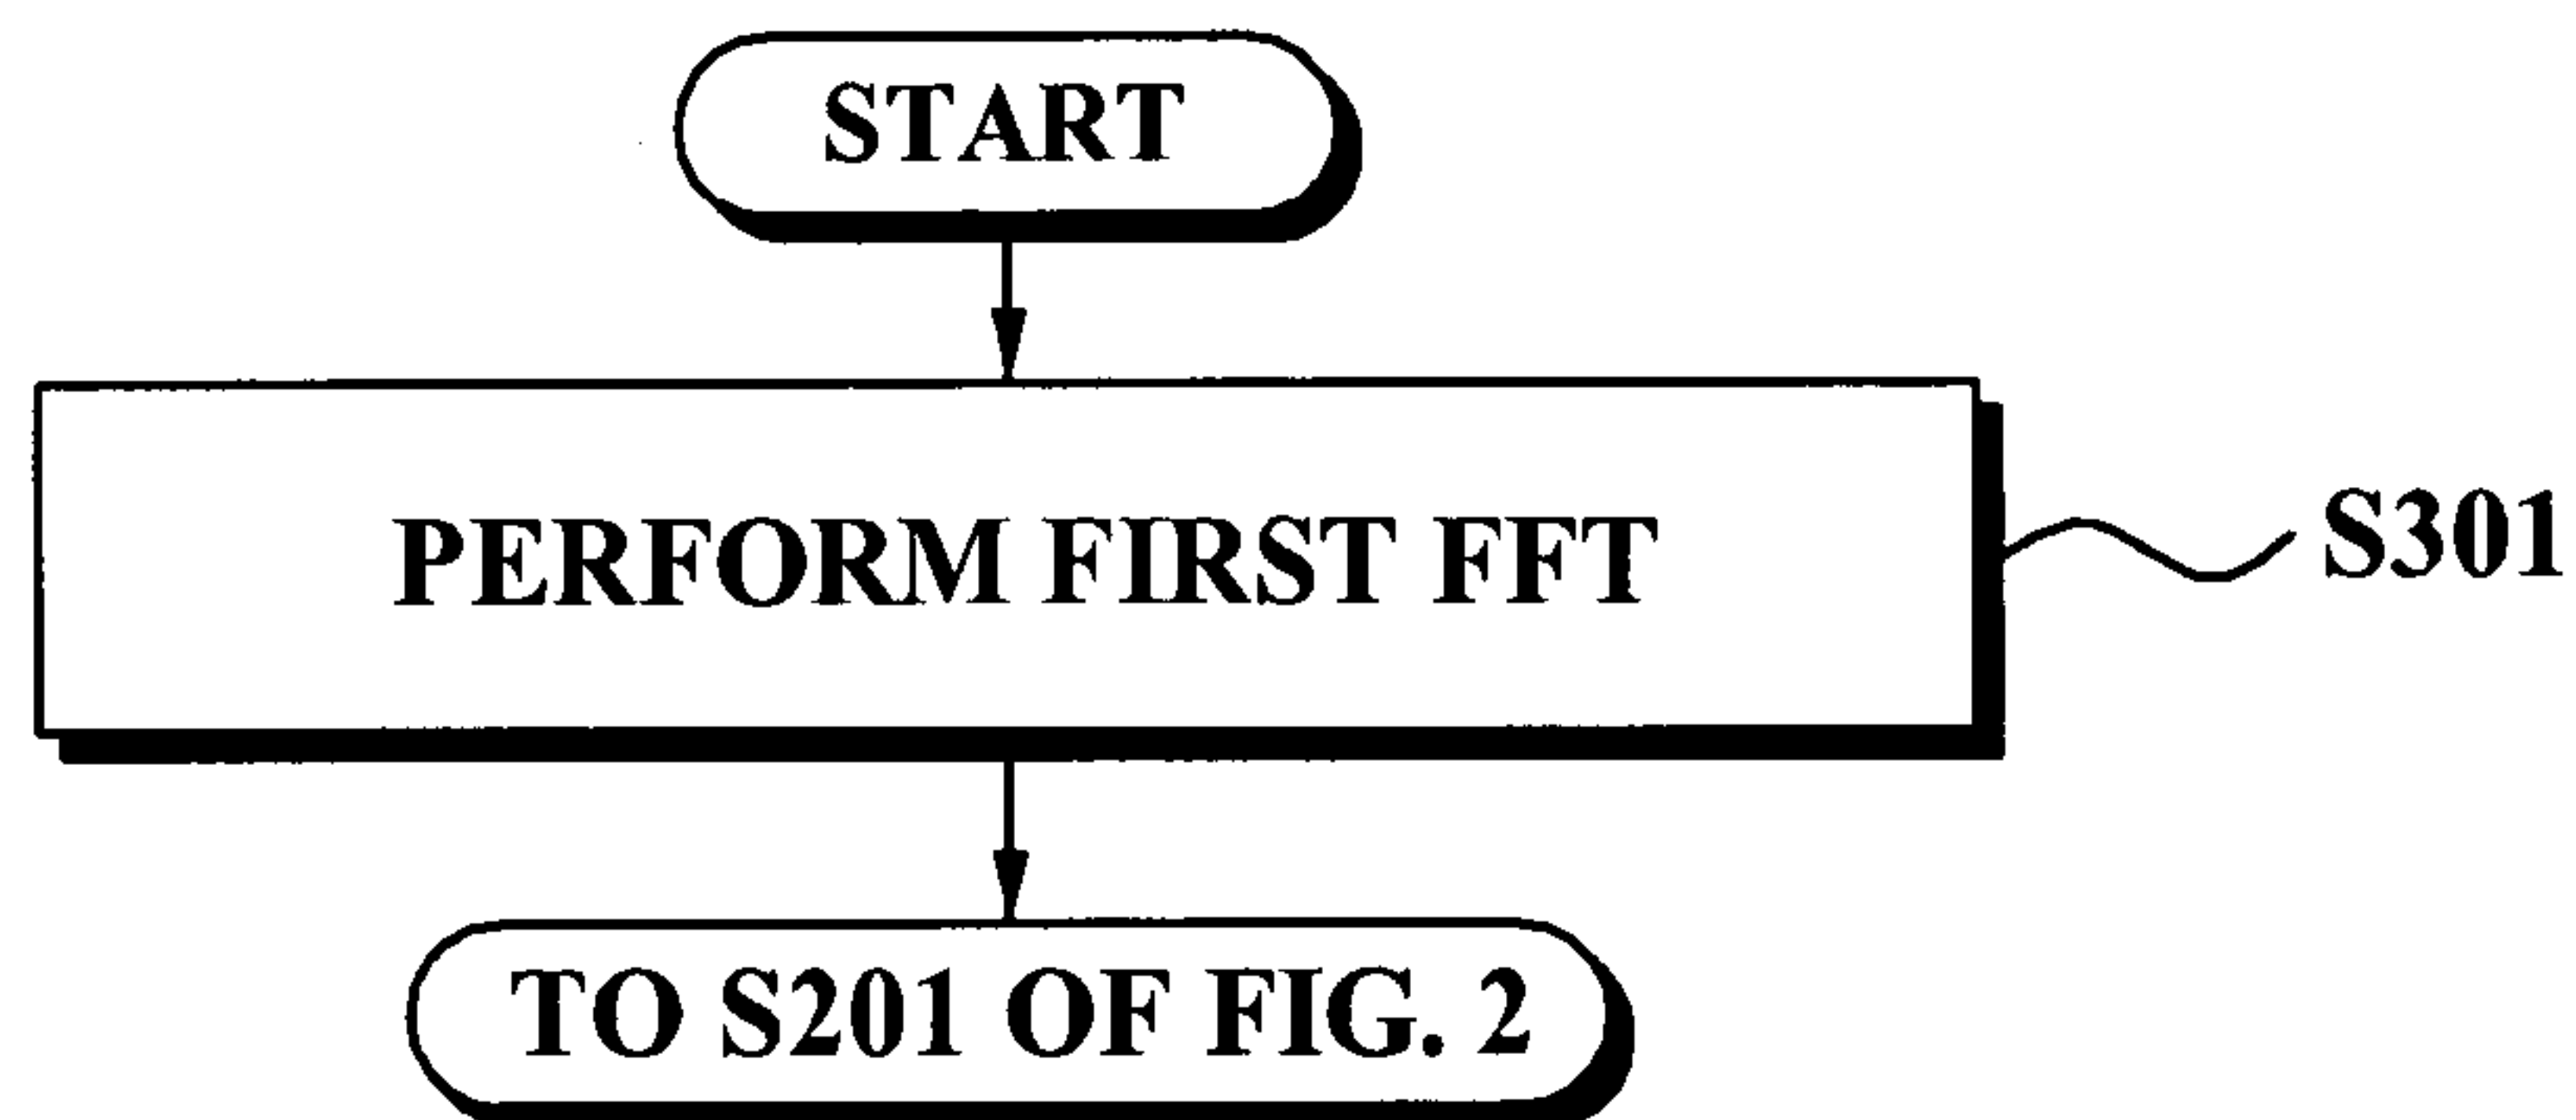 START
PERFORM FIRST FFT
S301
TO S201 OF FIG. 2